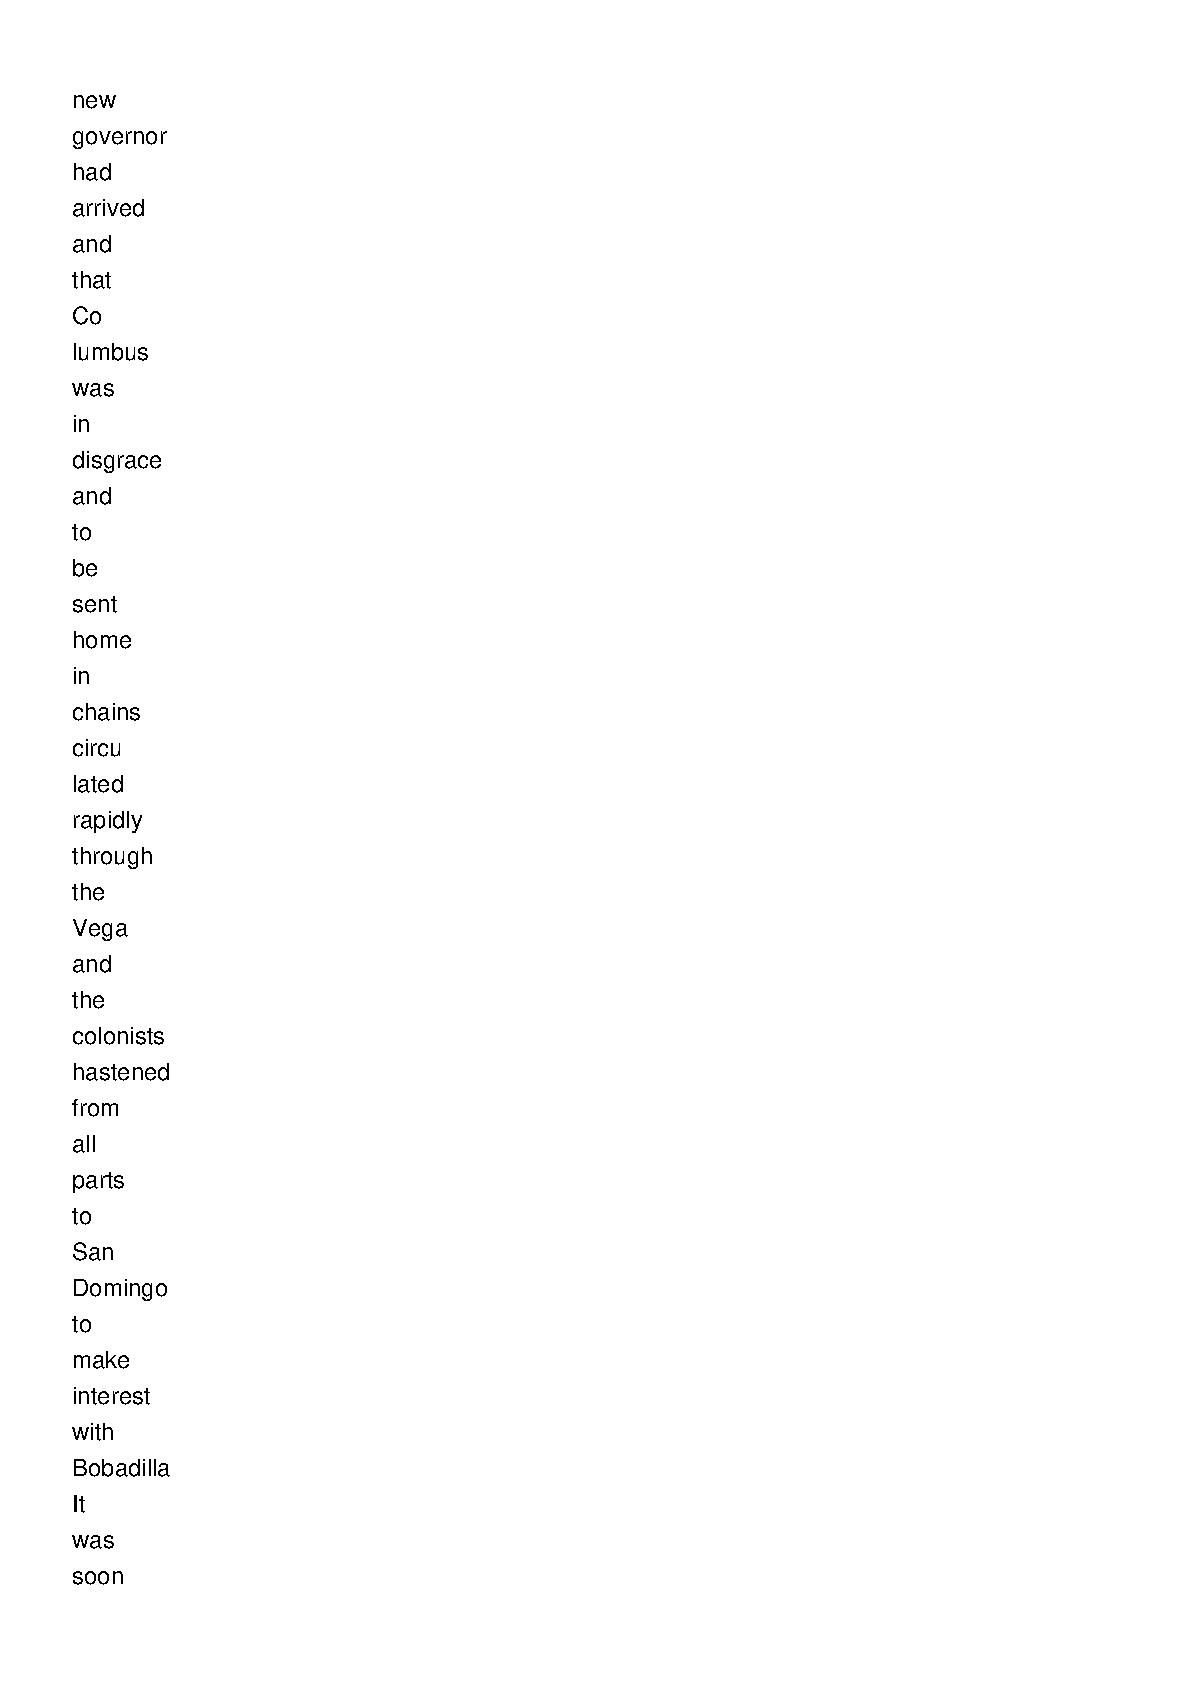 new
governor
had
arrived
and
that
Co
lumbus
was
in
disgrace
and
to
be
sent
home
in
chains
circu
lated
rapidly
through
the
Vega
and
the
colonists
hastened
from
all
parts
to
San
Domingo
to
make
interest
with
Bobadilla
It
was
soon